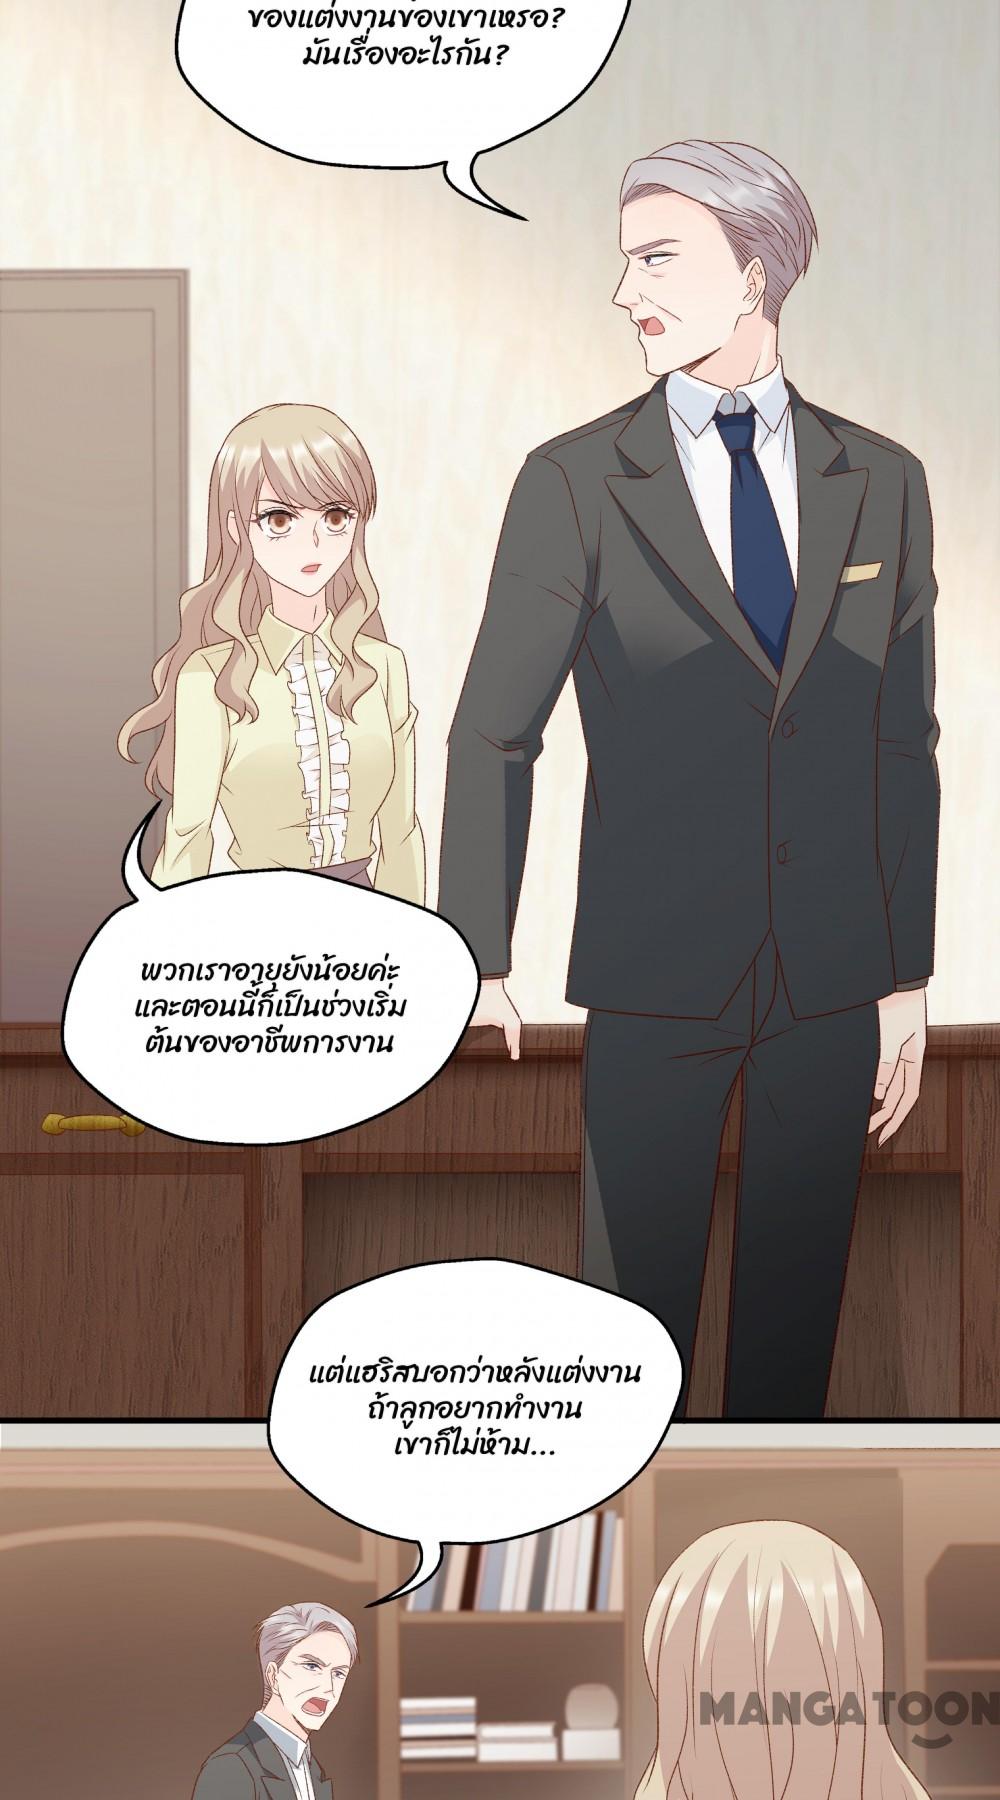 ของแต่งงานของเขาเหรอ?
มันเรื่องอะไรกัน?
พวกเราอายุยังน้อยค่ะ
และตอนนี้ก็เป็นช่วงเริ่ม
ต้นของอาชีพการงาน
แต่แฮริสบอกว่าหลังแต่งงาน
ถ้าลูกอยากทำงาน
เขาก็ไม่ห้าม...
MANGATOON